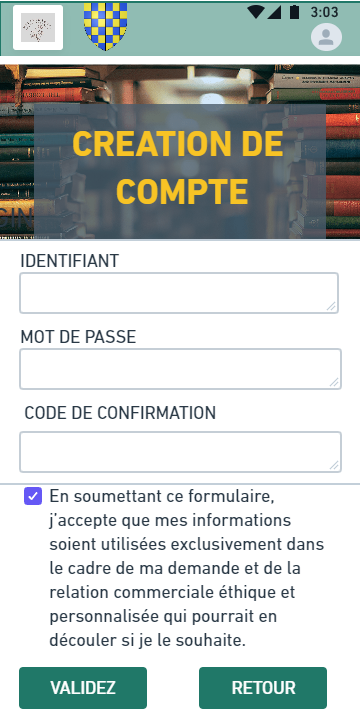 3:03
CREATION DE
COMPTE
IDENTIFIANT
MOT DE PASSE
CODE DE CONFIRMATION
En soumettant ce formulaire,
j'accepte que mes informations
soient utilisées exclusivement dans
le cadre de ma demande et de la
relation commerciale éthique et
personnalisée qui pourrait en
découler si je le souhaite.
VALIDEZ RETOUR